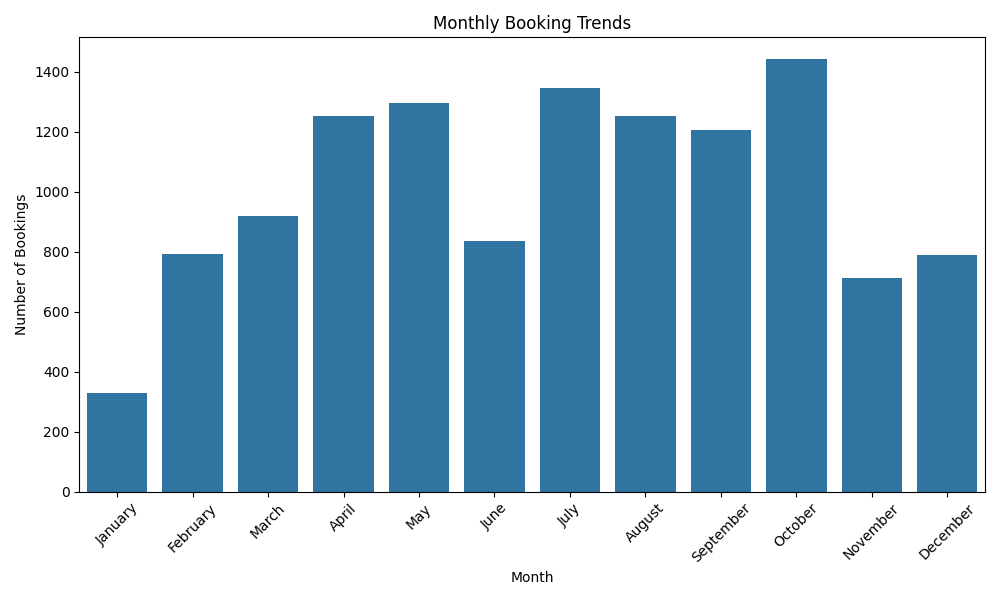 Monthly Booking Trends
Number of Bookings
1400
1200
1000
800
600
400
200
0
January
February
March
April
May
June
July
August
September
October
November
December
Month